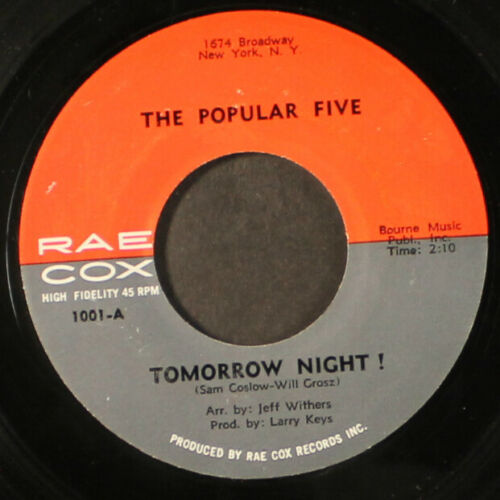 1674 Broadway
New York, N. Y.
THE POPULAR FIVE
RAE
COX
HIGH FIDELITY 45 RPM
1001-A
Bourne Music
Publ., Inc.
Time: 2:10
TOMORROW NIGHT !
(Sam Coslow-Will Grosz)
Arr. by: Jeff Withers
Prod. by: Larry Keys
PRODUCED BY RAE COX RECORDS INC.